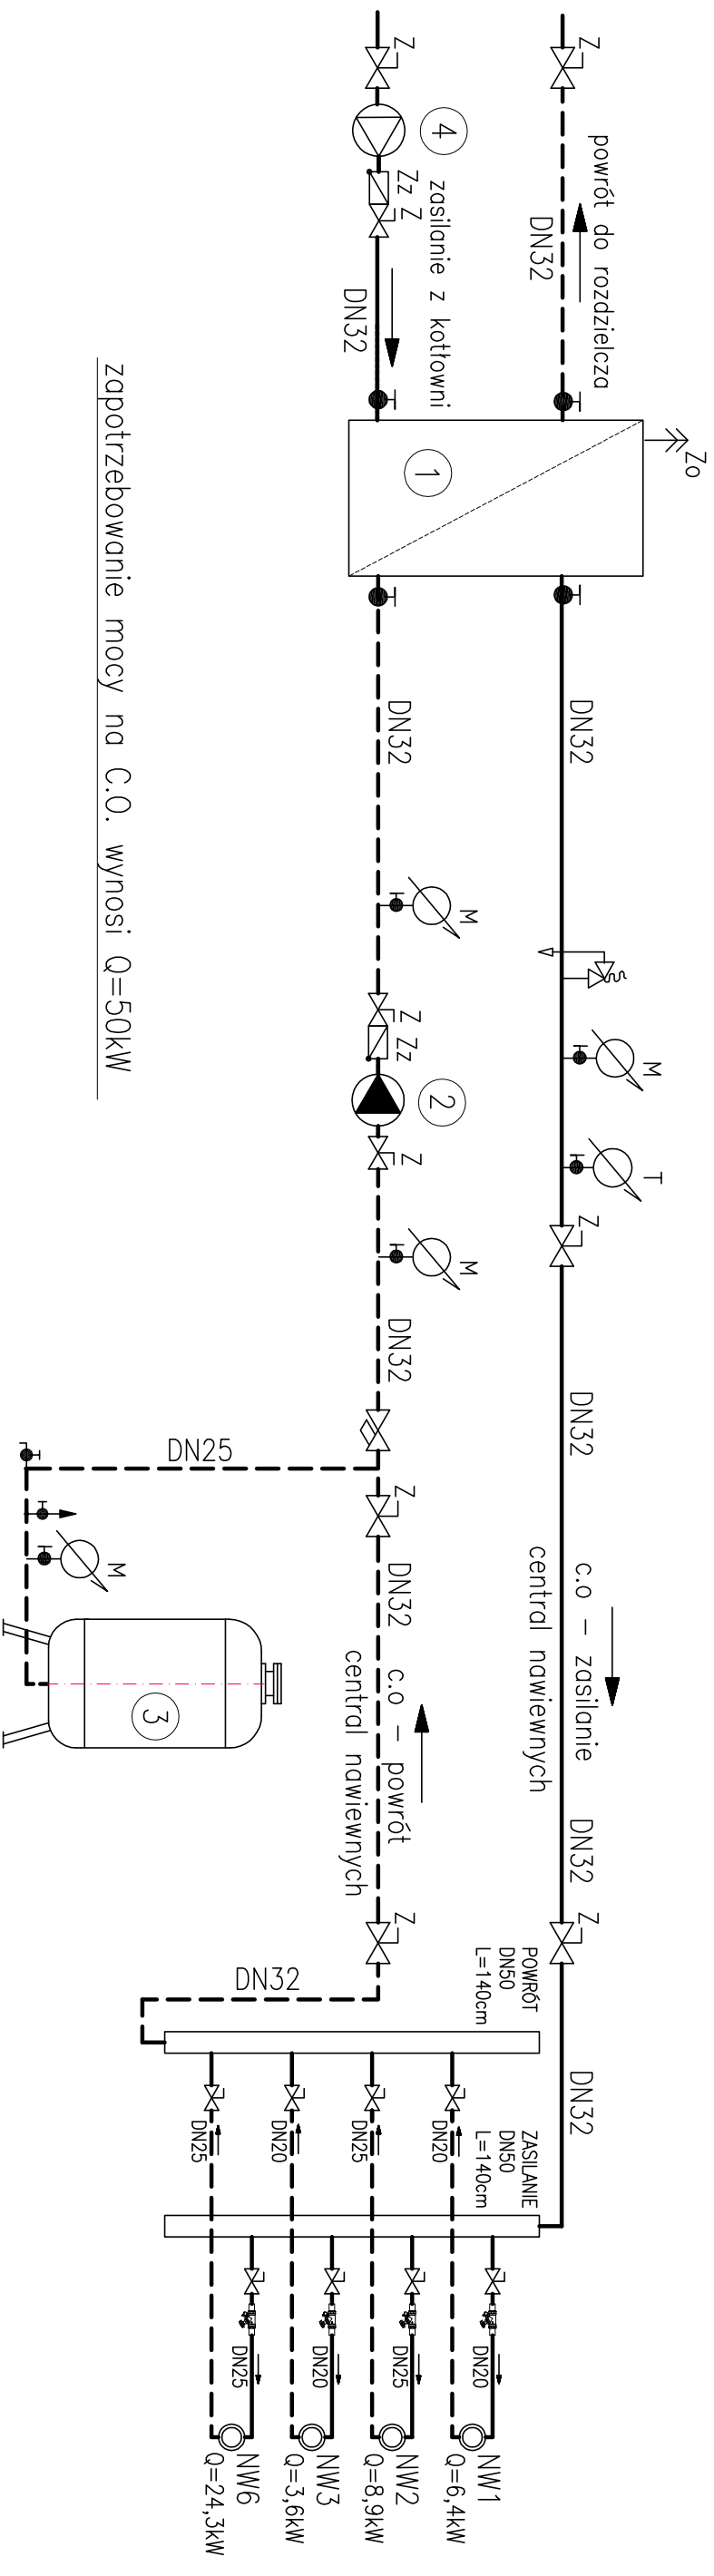 Z
Z
4
powrót do rozdzielcza
Zz Z
zasilanie z kotłowni
DN32
DN32
Zo
1
zapotrzebowanie mocy na C.O. wynosi Q=50kW
DN32
DN32
M
Z Zz
2
M
T
Z
Z
M
DN32
DN32
DN25
Z
M
DN32
c.o – zasilanie
central nawiewnych
c.o – powrót
central nawiewnych
3
DN32
Z
Z
DN32
POWRÓT
DN50
L=140cm
DN32
DN20
DN25
DN20
DN25
ZASILANIE
DN50
L=140cm
DN20
DN25
DN20
DN25
NW1
Q=6,4kW
NW2
Q=8,9kW
NW3
Q=3,6kW
NW6
Q=24,3kW